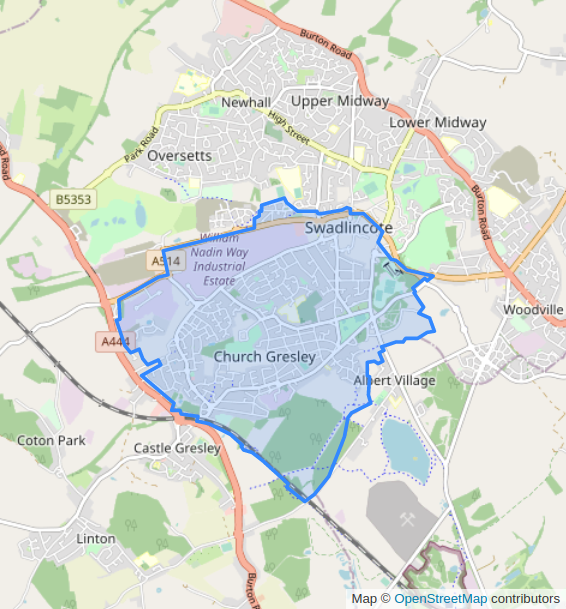 Burton Road
Newhall
Upper Midway
High Street
Lower Midway
Park Road
Oversetts
Road
B5353
Burton Road
Swadlincote
William
Nadin Way
Industrial
Estate
A514
Woodville
A444
Church Gresley
Albert Village
Coton Park
Castle Gresley
Linton
Burton Road
Map © OpenStreetMap contributors